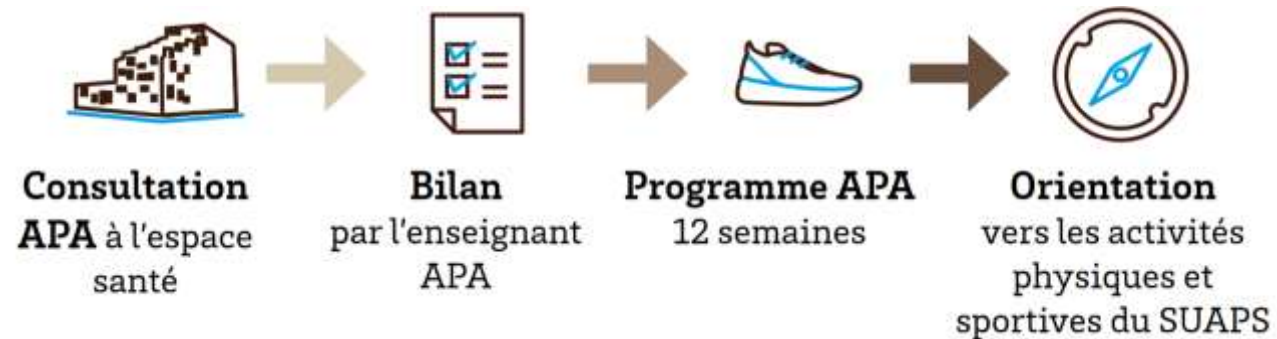 Consultation
APA à l'espace
santé
Bilan
par l'enseignant
APA
Programme APA
12 semaines
Orientation
vers les activités
physiques et
sportives du SUAPS